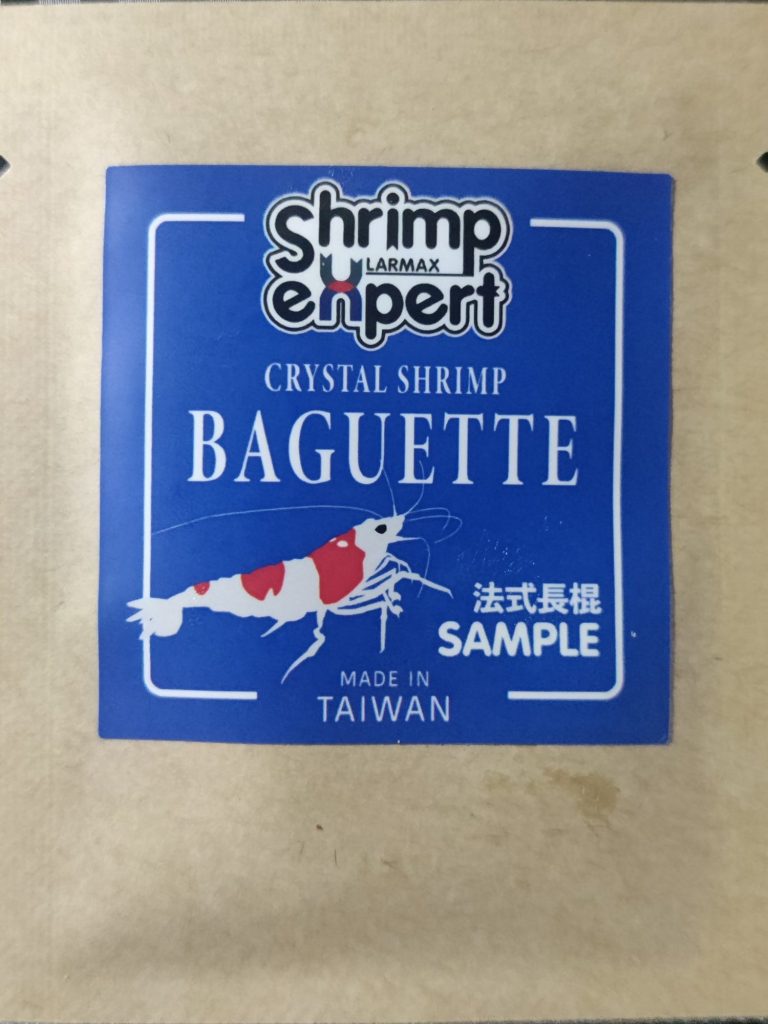 Shrimp
LARMAX
expert
CRYSTAL SHRIMP
BAGUETTE
法式長棍
SAMPLE
MADE IN
TAIWAN